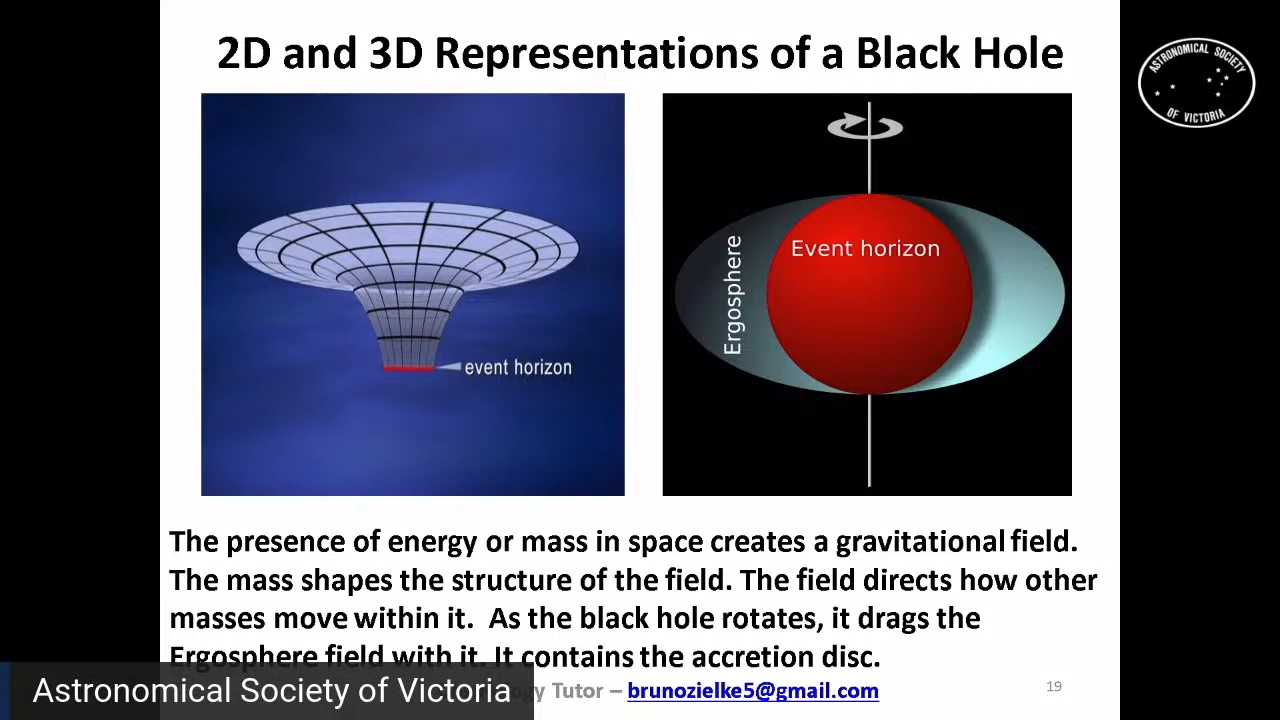 2D and 3D Representations of a Black Hole
ASTRONOMICAL SOCIETY
OF VICTORIA
event horizon
Event horizon
Ergosphere
The presence of energy or mass in space creates a gravitational field.
The mass shapes the structure of the field. The field directs how other
masses move within it. As the black hole rotates, it drags the
Ergosphere field with it. It contains the accretion disc.
Tutor – brunozielke5@gmail.com
19
Astronomical Society of Victoria